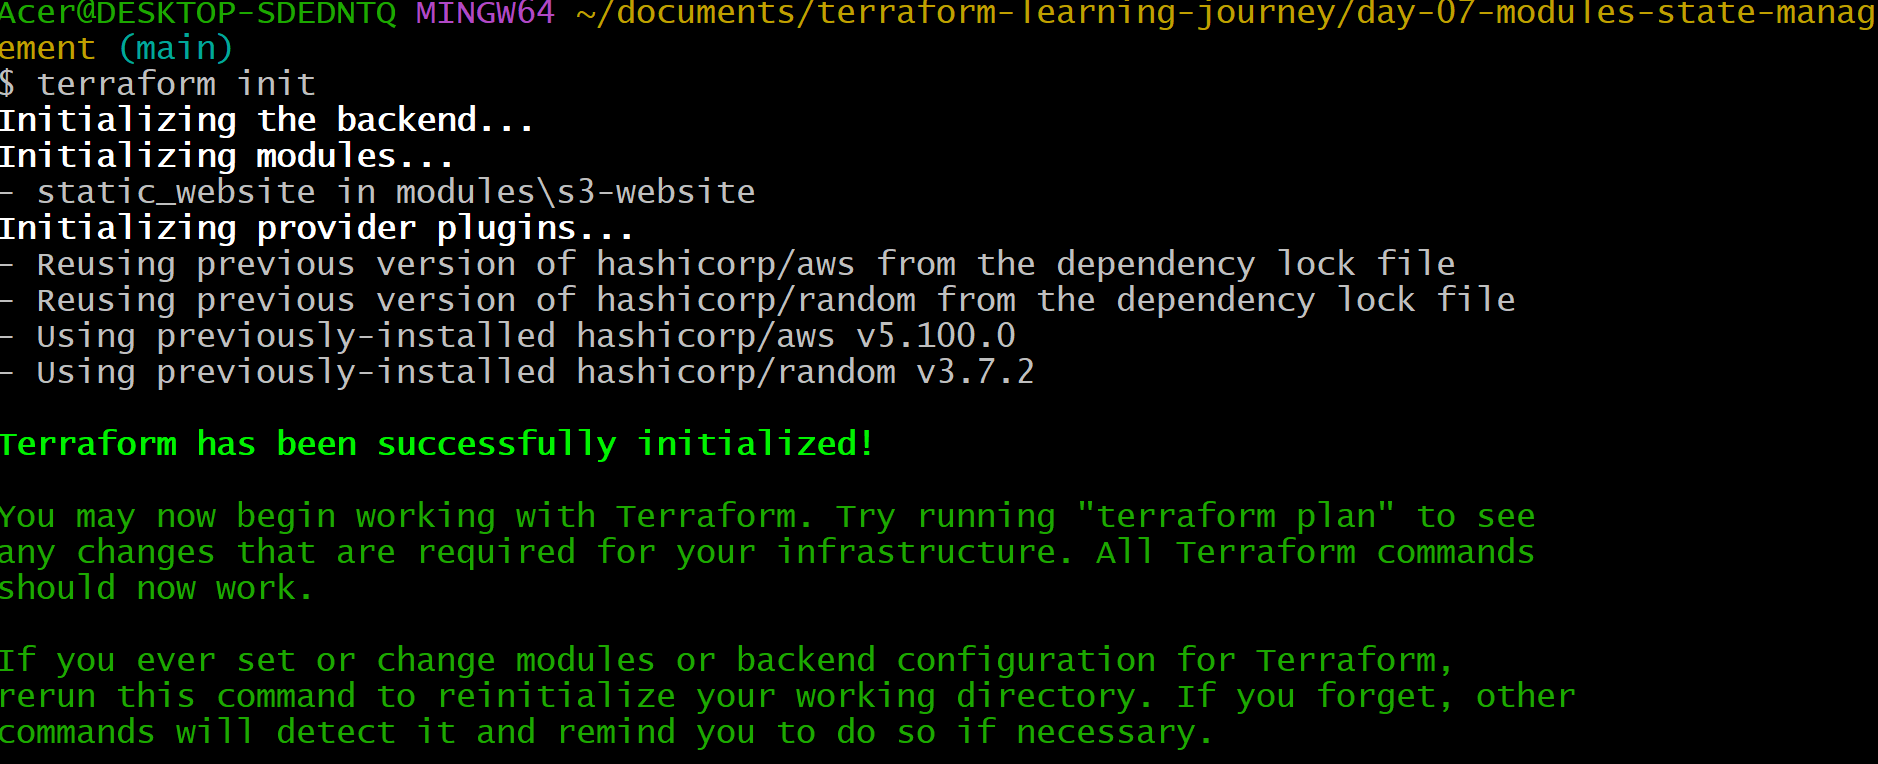 Acer@DESKTOP-SDEDNTQ MINGW64 ~/documents/terraform-learning-journey/day-07-modules-state-manag
ement (main)
$ terraform init
Initializing the backend...
Initializing modules...
- static_website in modules\s3-website
Initializing provider plugins...
- Reusing previous version of hashicorp/aws from the dependency lock file
- Reusing previous version of hashicorp/random from the dependency lock file
- Using previously-installed hashicorp/aws v5.100.0
- Using previously-installed hashicorp/random v3.7.2
Terraform has been successfully initialized!
You may now begin working with Terraform. Try running "terraform plan" to see
any changes that are required for your infrastructure. All Terraform commands
should now work.
If you ever set or change modules or backend configuration for Terraform,
rerun this command to reinitialize your working directory. If you forget, other
commands will detect it and remind you to do so if necessary.